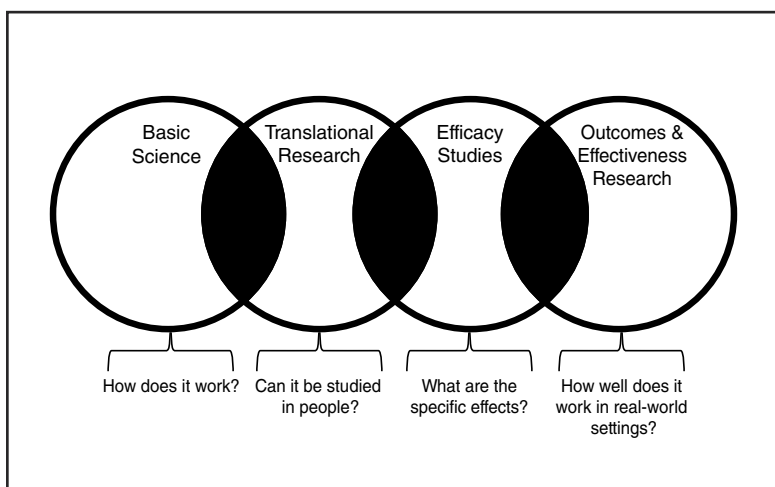 Basic
Science
Translational
Research
Efficacy
Studies
Outcomes &
Effectiveness
Research
How does it work?
Can it be studied
in people?
What are the
specific effects?
How well does it
work in real-world
settings?